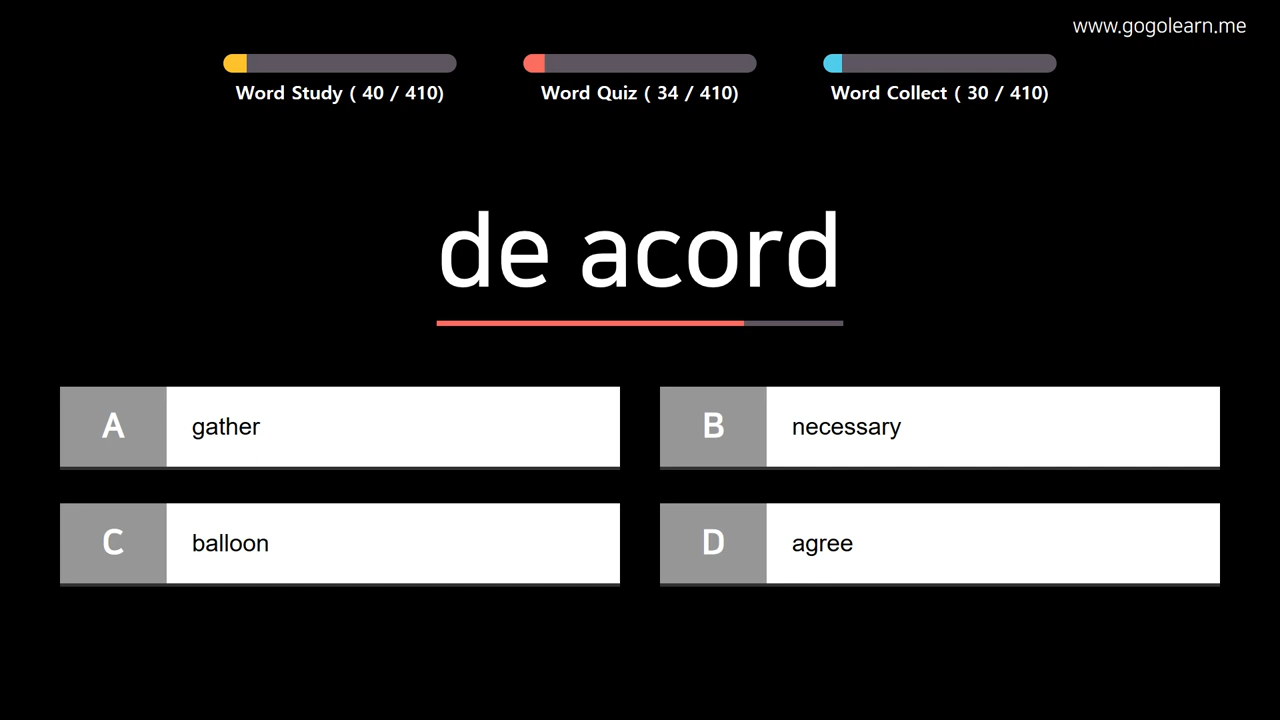 www.gogolearn.me
Word Study ( 40 / 410)
Word Quiz ( 34 / 410)
Word Collect ( 30 / 410)
de acord
A gather
B necessary
C balloon
D agree